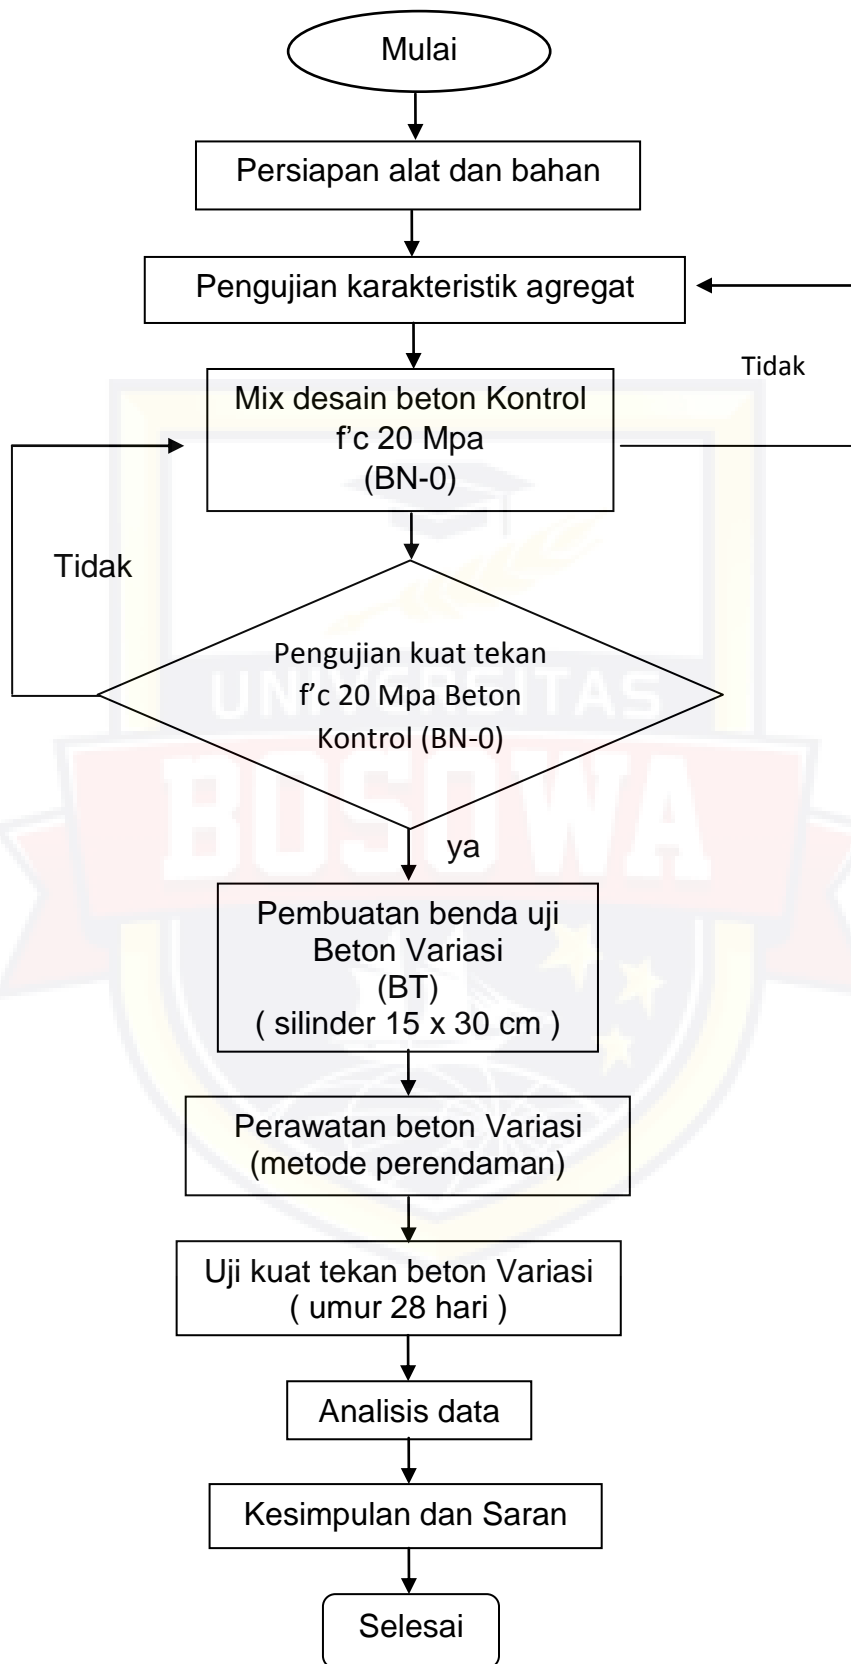 Mulai
Persiapan alat dan bahan
Pengujian karakteristik agregat
Tidak
Mix desain beton Kontrol
f'c 20 Mpa
(BN-0)
Tidak
Pengujian kuat tekan
f'c 20 Mpa Beton
Kontrol (BN-0)
UNIVERSITAS
BOSOWA
ya
Pembuatan benda uji
Beton Variasi
(BT)
( silinder 15 x 30 cm )
Perawatan beton Variasi
(metode perendaman)
Uji kuat tekan beton Variasi
( umur 28 hari )
Analisis data
Kesimpulan dan Saran
Selesai